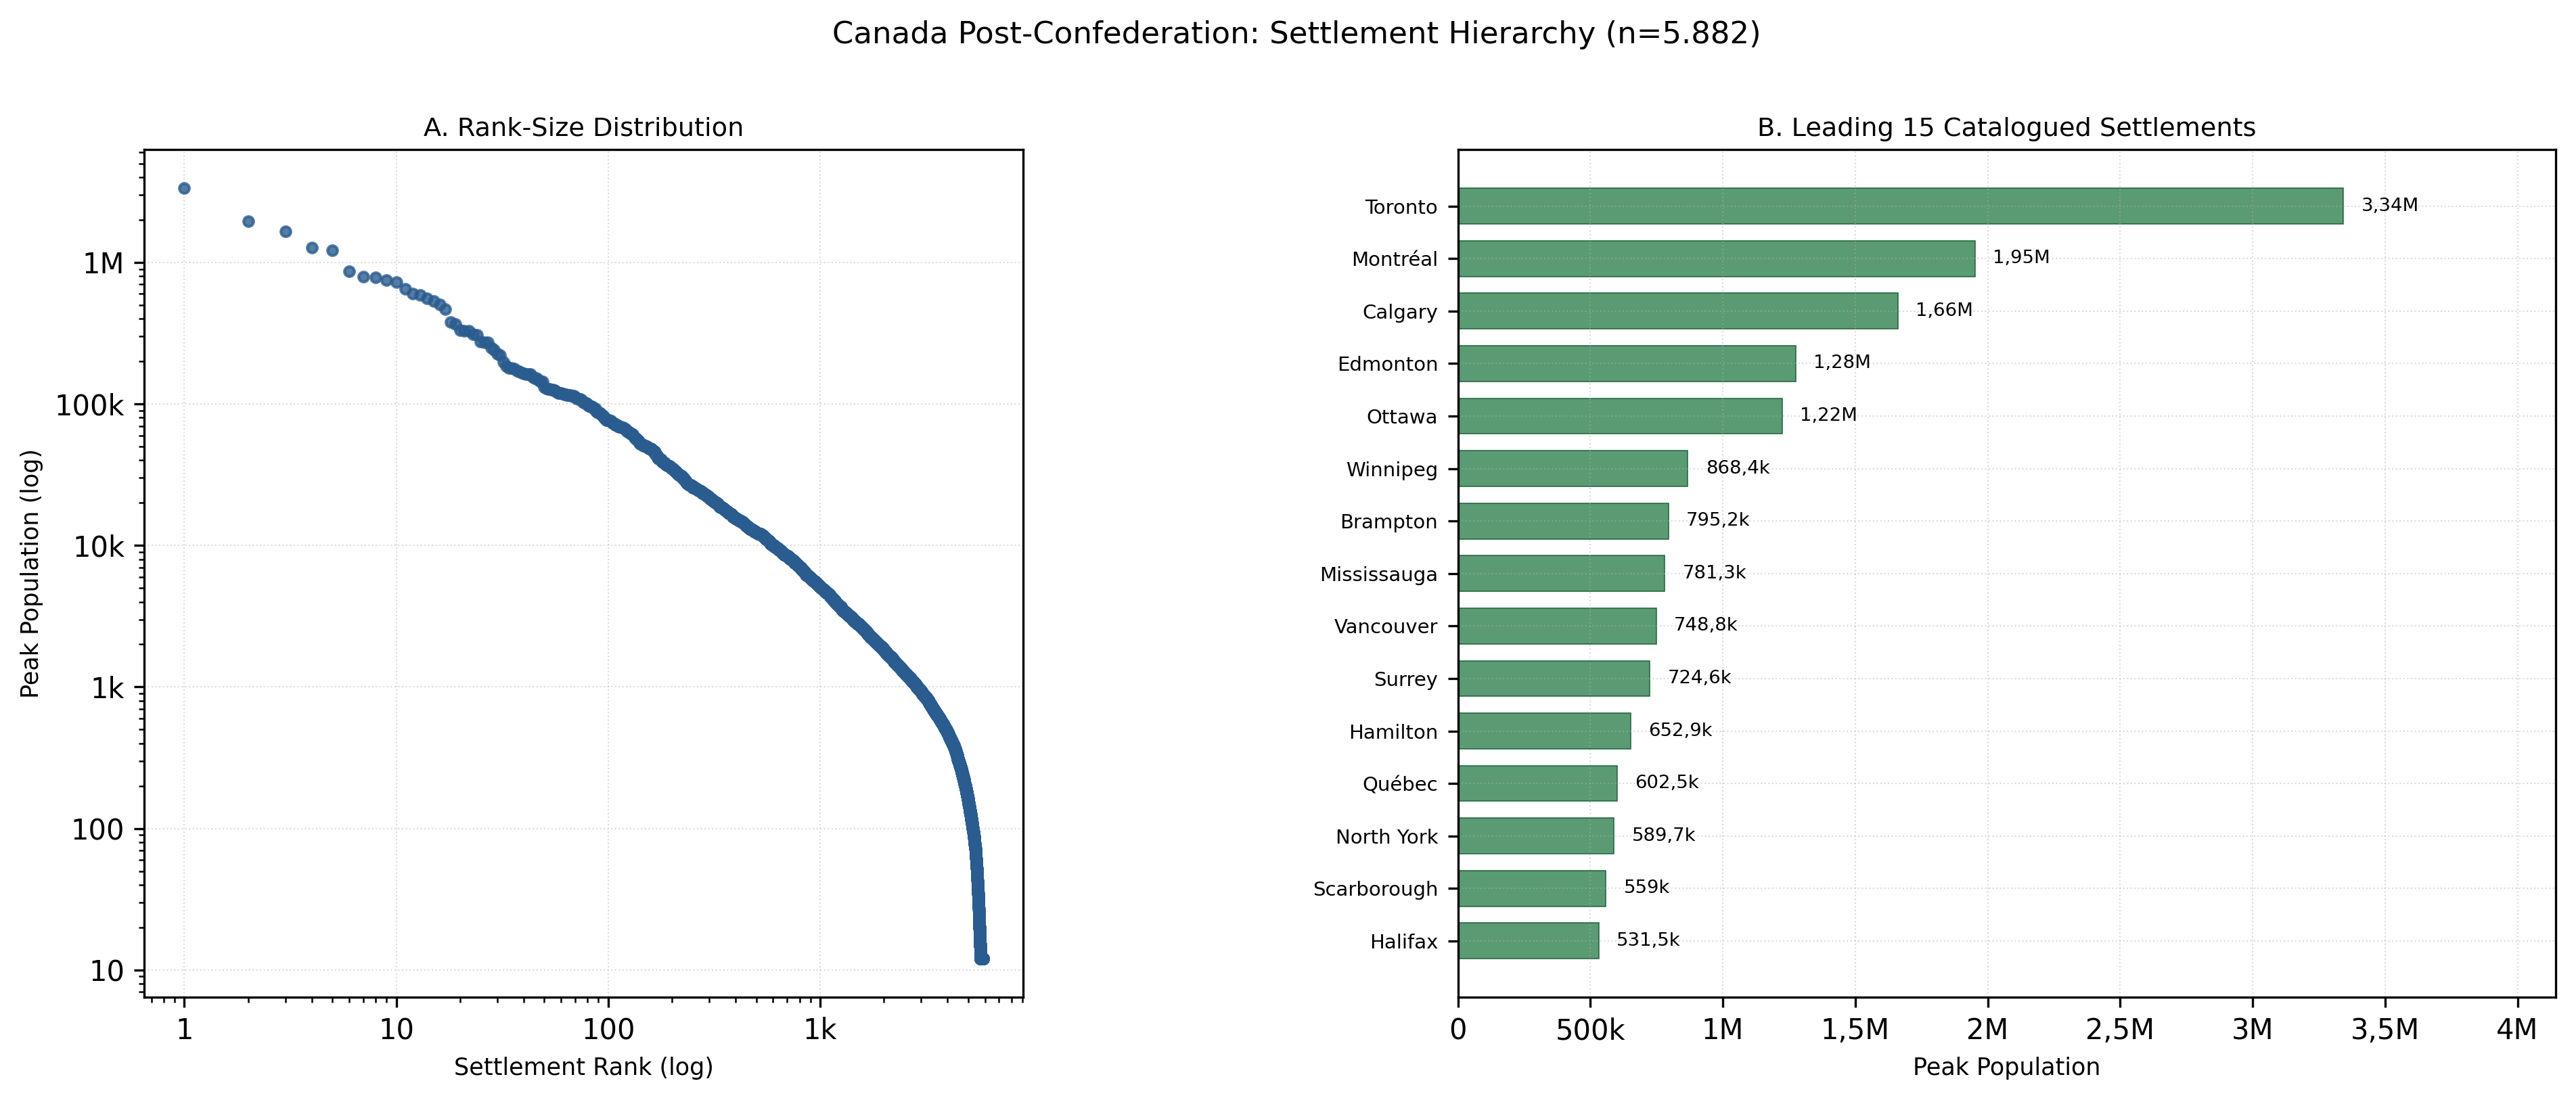 Canada Post-Confederation: Settlement Hierarchy (n=5.882)
A. Rank-Size Distribution
Peak Population (log)
1M
100k
10k
1k
100
10
1
10
100
1k
Settlement Rank (log)
B. Leading 15 Catalogued Settlements
Toronto 3,34M
Montréal 1,95M
Calgary 1,66M
Edmonton 1,28M
Ottawa 1,22M
Winnipeg 868,4k
Brampton 795,2k
Mississauga 781,3k
Vancouver 748,8k
Surrey 724,6k
Hamilton 652,9k
Québec 602,5k
North York 589,7k
Scarborough 559k
Halifax 531,5k
0 500k 1M 1,5M 2M 2,5M 3M 3,5M 4M
Peak Population